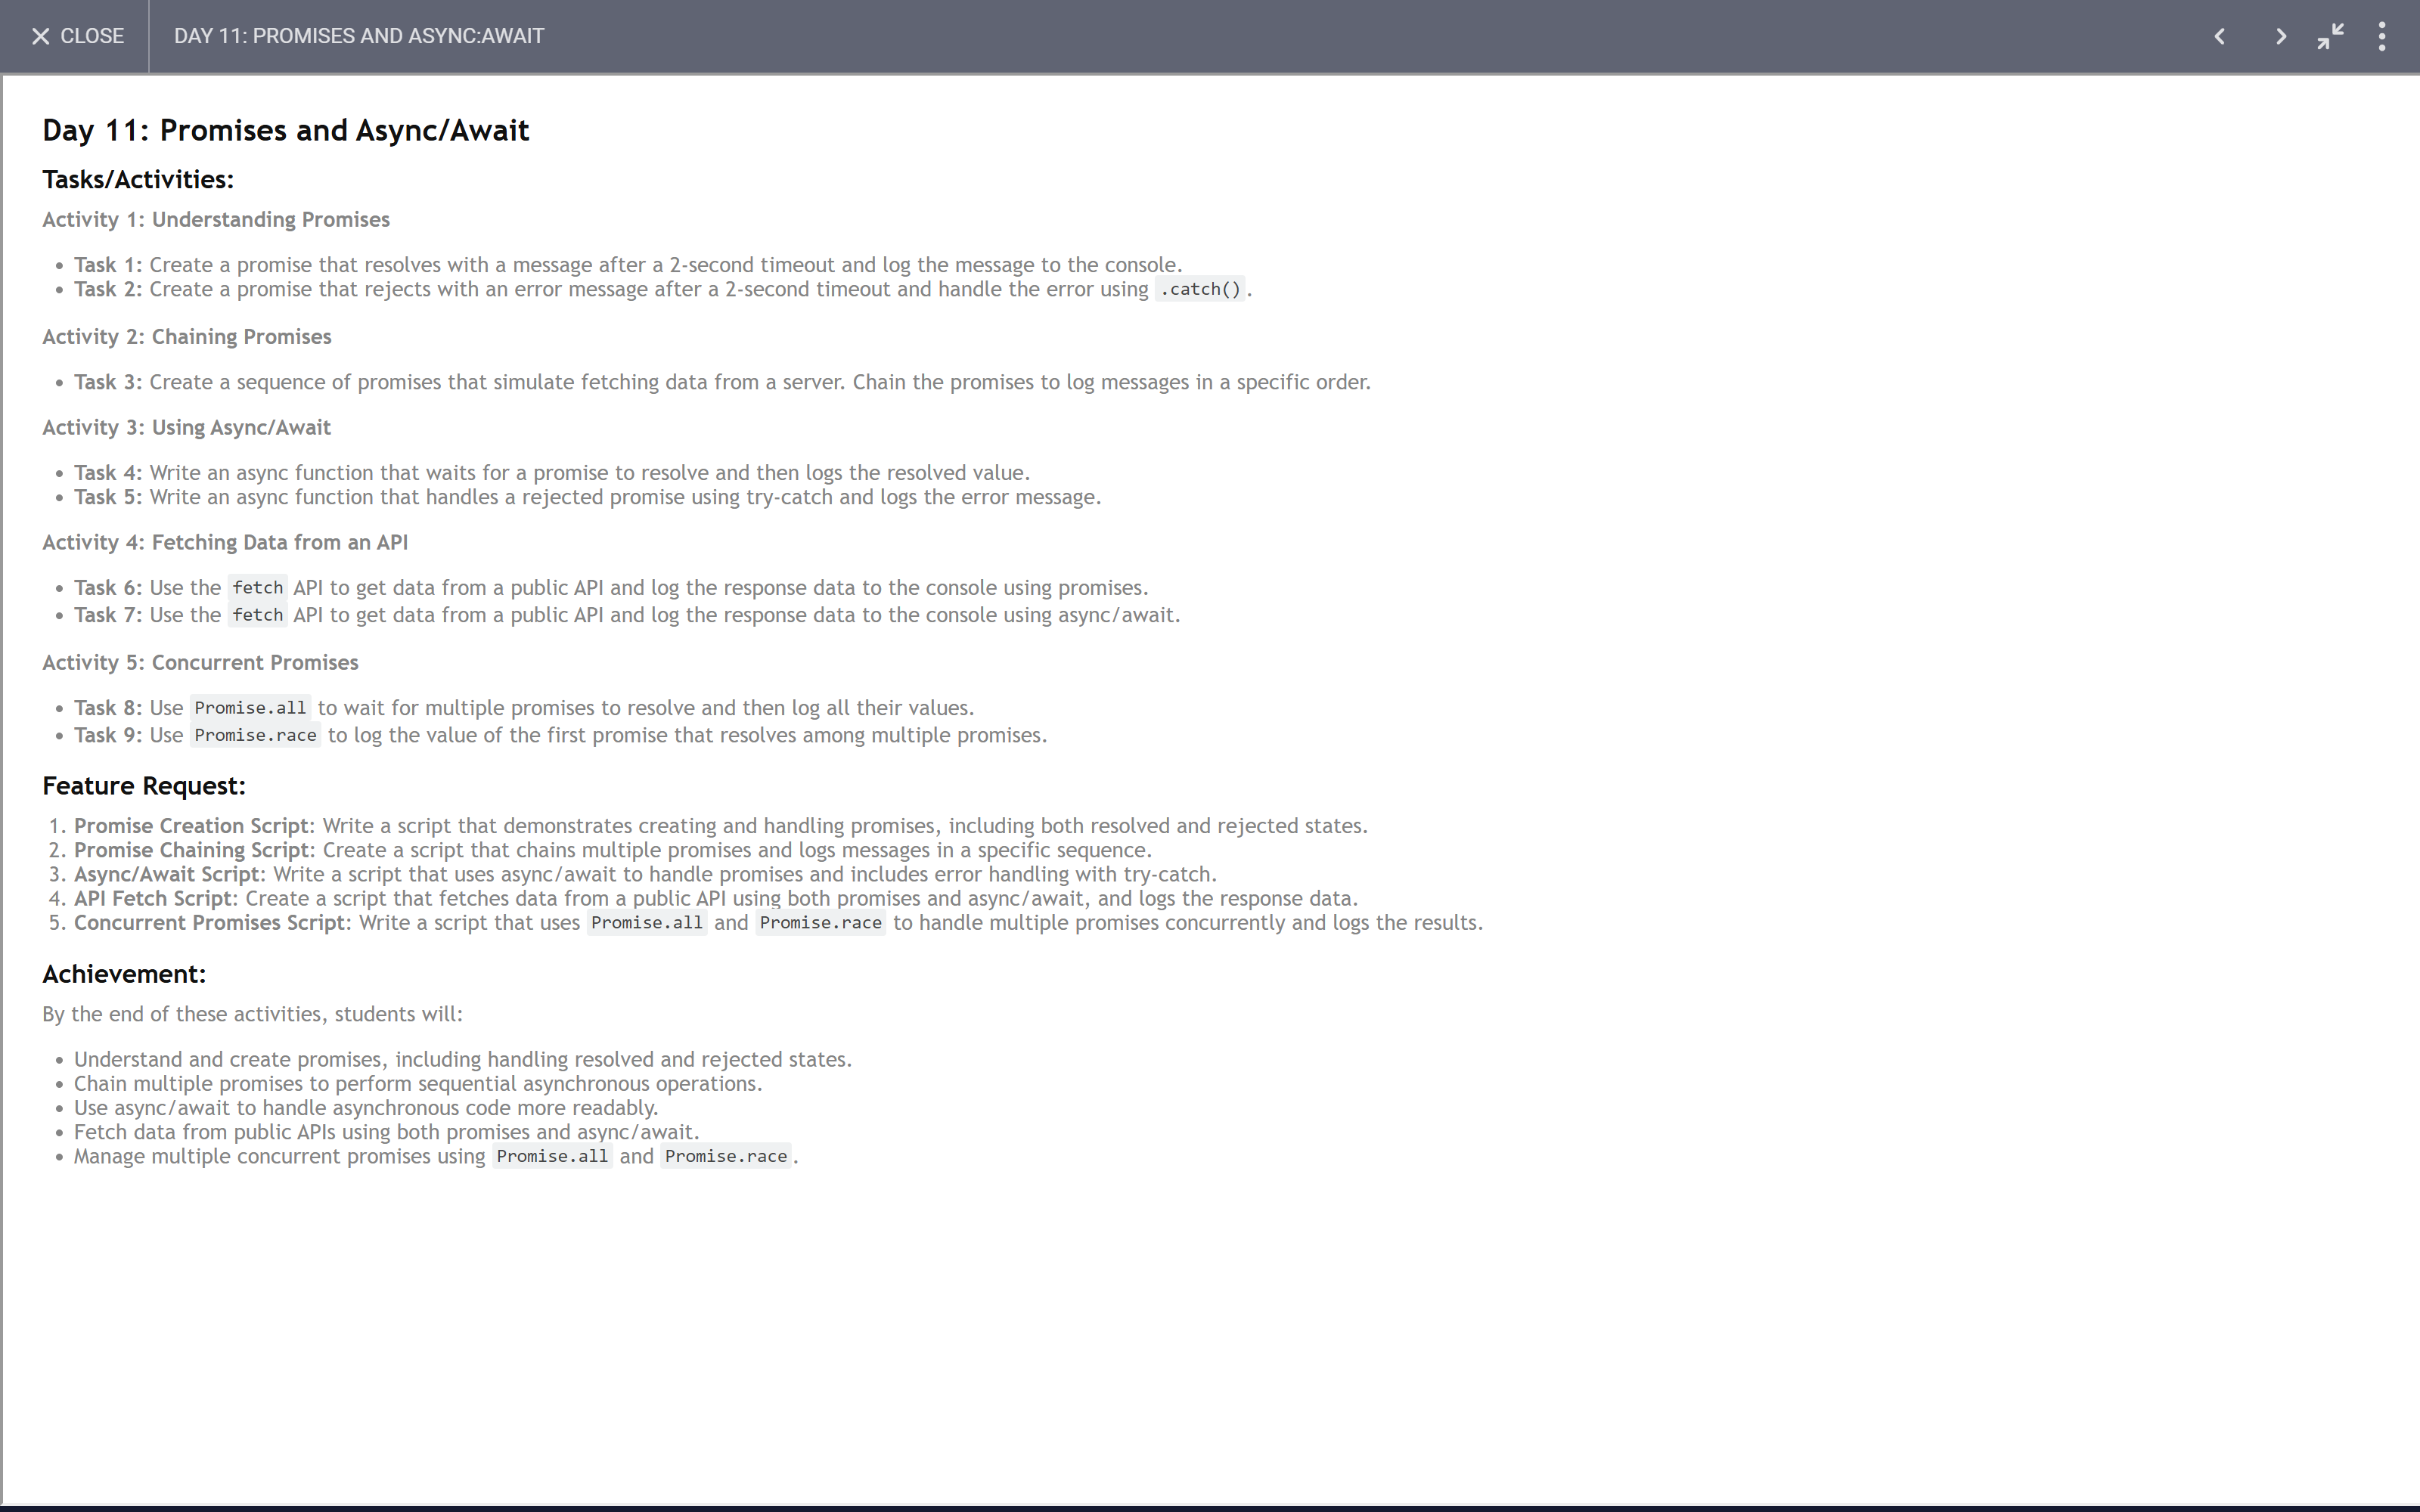 CLOSE
DAY 11: PROMISES AND ASYNC:AWAIT
Day 11: Promises and Async/Await
Tasks/Activities:
Activity 1: Understanding Promises
• Task 1: Create a promise that resolves with a message after a 2-second timeout and log the message to the console.
• Task 2: Create a promise that rejects with an error message after a 2-second timeout and handle the error using .catch().
Activity 2: Chaining Promises
• Task 3: Create a sequence of promises that simulate fetching data from a server. Chain the promises to log messages in a specific order.
Activity 3: Using Async/Await
• Task 4: Write an async function that waits for a promise to resolve and then logs the resolved value.
• Task 5: Write an async function that handles a rejected promise using try-catch and logs the error message.
Activity 4: Fetching Data from an API
• Task 6: Use the fetch API to get data from a public API and log the response data to the console using promises.
• Task 7: Use the fetch API to get data from a public API and log the response data to the console using async/await.
Activity 5: Concurrent Promises
• Task 8: Use Promise.all to wait for multiple promises to resolve and then log all their values.
• Task 9: Use Promise.race to log the value of the first promise that resolves among multiple promises.
Feature Request:
1. Promise Creation Script: Write a script that demonstrates creating and handling promises, including both resolved and rejected states.
2. Promise Chaining Script: Create a script that chains multiple promises and logs messages in a specific sequence.
3. Async/Await Script: Write a script that uses async/await to handle promises and includes error handling with try-catch.
4. API Fetch Script: Create a script that fetches data from a public API using both promises and async/await, and logs the response data.
5. Concurrent Promises Script: Write a script that uses Promise.all and Promise.race to handle multiple promises concurrently and logs the results.
Achievement:
By the end of these activities, students will:
• Understand and create promises, including handling resolved and rejected states.
• Chain multiple promises to perform sequential asynchronous operations.
• Use async/await to handle asynchronous code more readably.
• Fetch data from public APIs using both promises and async/await.
• Manage multiple concurrent promises using Promise.all and Promise.race.